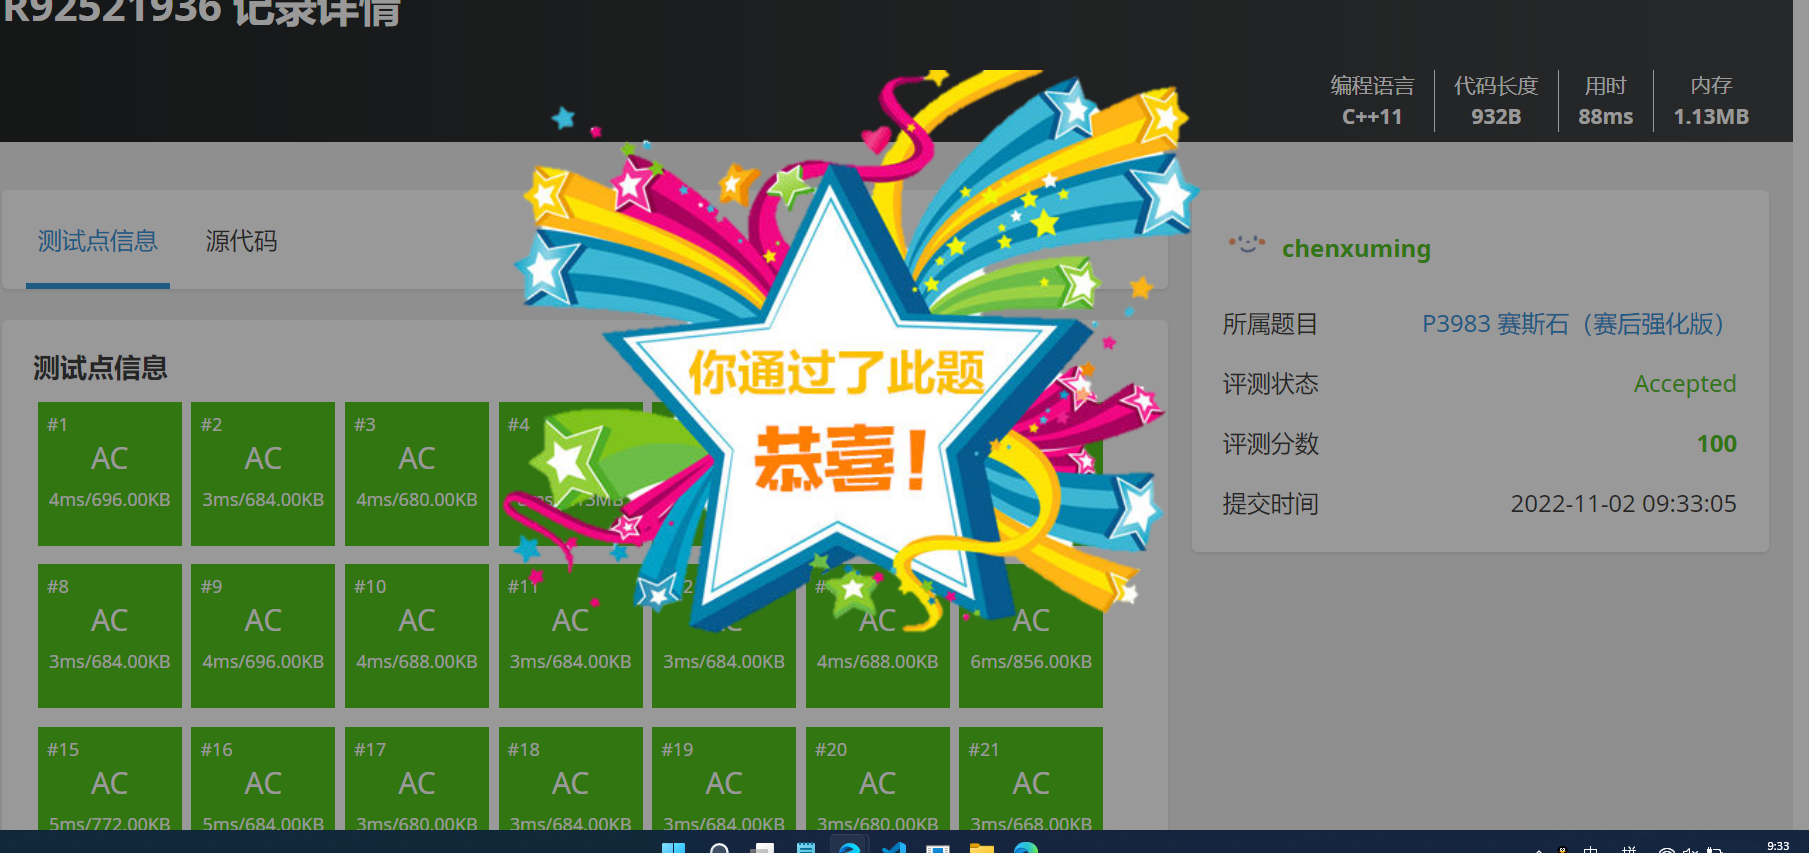 R92521936 记录详情
编程语言
C++11
代码长度
932B
用时
88ms
内存
1.13MB
测试点信息
源代码
chenxuming
所属题目
P3983 赛斯石（赛后强化版）
评测状态
Accepted
评测分数
100
提交时间
2022-11-02 09:33:05
测试点信息
你通过了此题
恭喜！
#1
AC
4ms/696.00KB
#2
AC
3ms/684.00KB
#3
AC
4ms/680.00KB
#4
#8
AC
3ms/684.00KB
#9
AC
4ms/696.00KB
#10
AC
4ms/688.00KB
#11
AC
3ms/684.00KB
3ms/684.00KB
AC
4ms/688.00KB
AC
6ms/856.00KB
#15
AC
5ms/772.00KB
#16
AC
5ms/684.00KB
#17
AC
3ms/680.00KB
#18
AC
3ms/684.00KB
#19
AC
3ms/684.00KB
#20
AC
3ms/680.00KB
#21
AC
3ms/668.00KB
中
拼
9:33